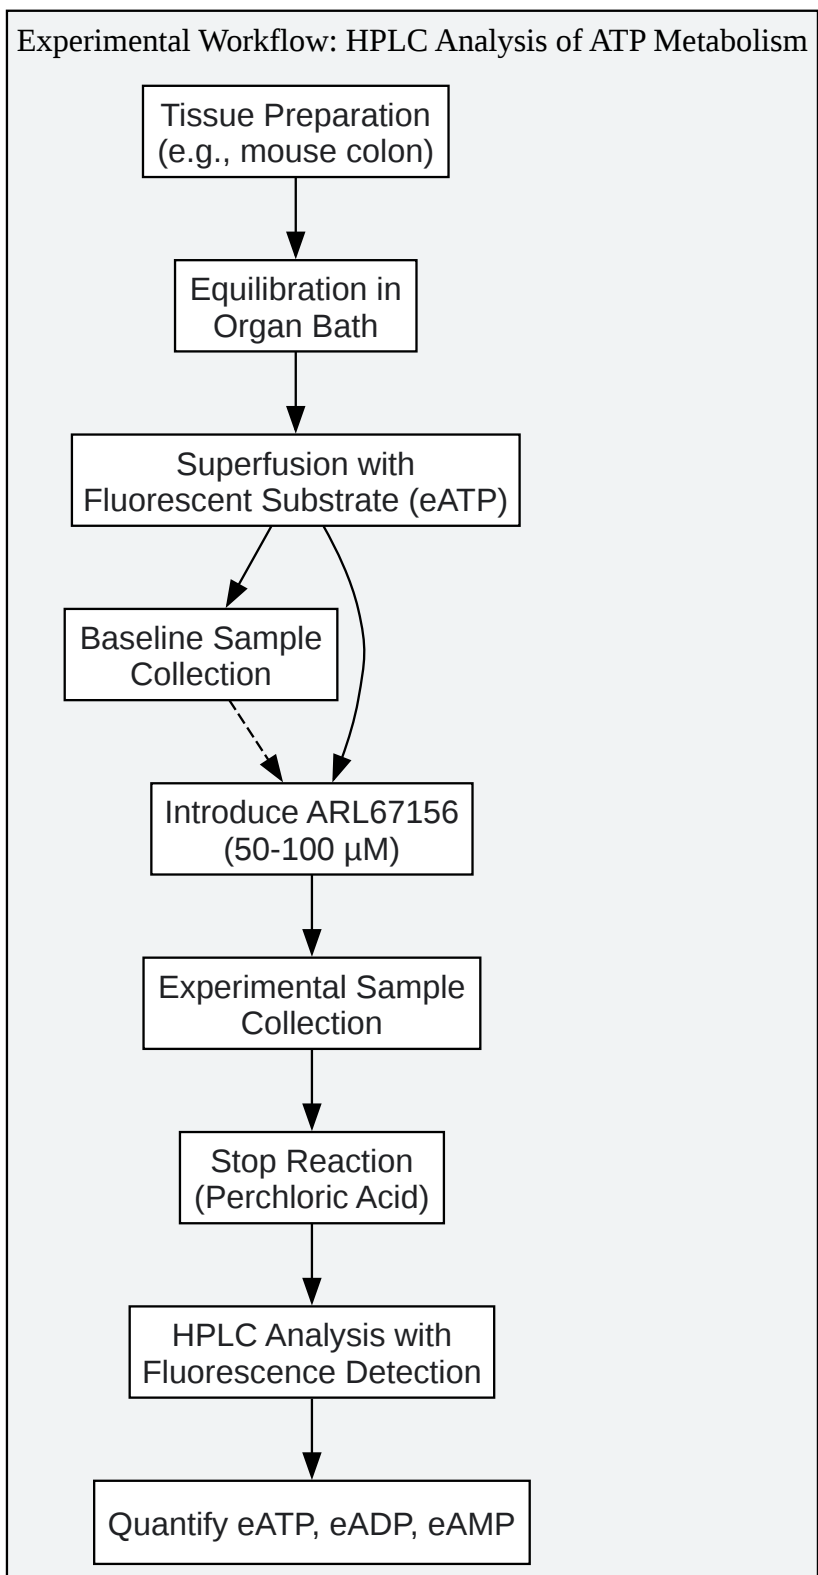 Experimental Workflow: HPLC Analysis of ATP Metabolism
Tissue Preparation
(e.g., mouse colon)
Equilibration in
Organ Bath
Superfusion with
Fluorescent Substrate (eATP)
Baseline Sample
Collection
Introduce ARL67156
(50-100 µM)
Experimental Sample
Collection
Stop Reaction
(Perchloric Acid)
HPLC Analysis with
Fluorescence Detection
Quantify eATP, eADP, eAMP